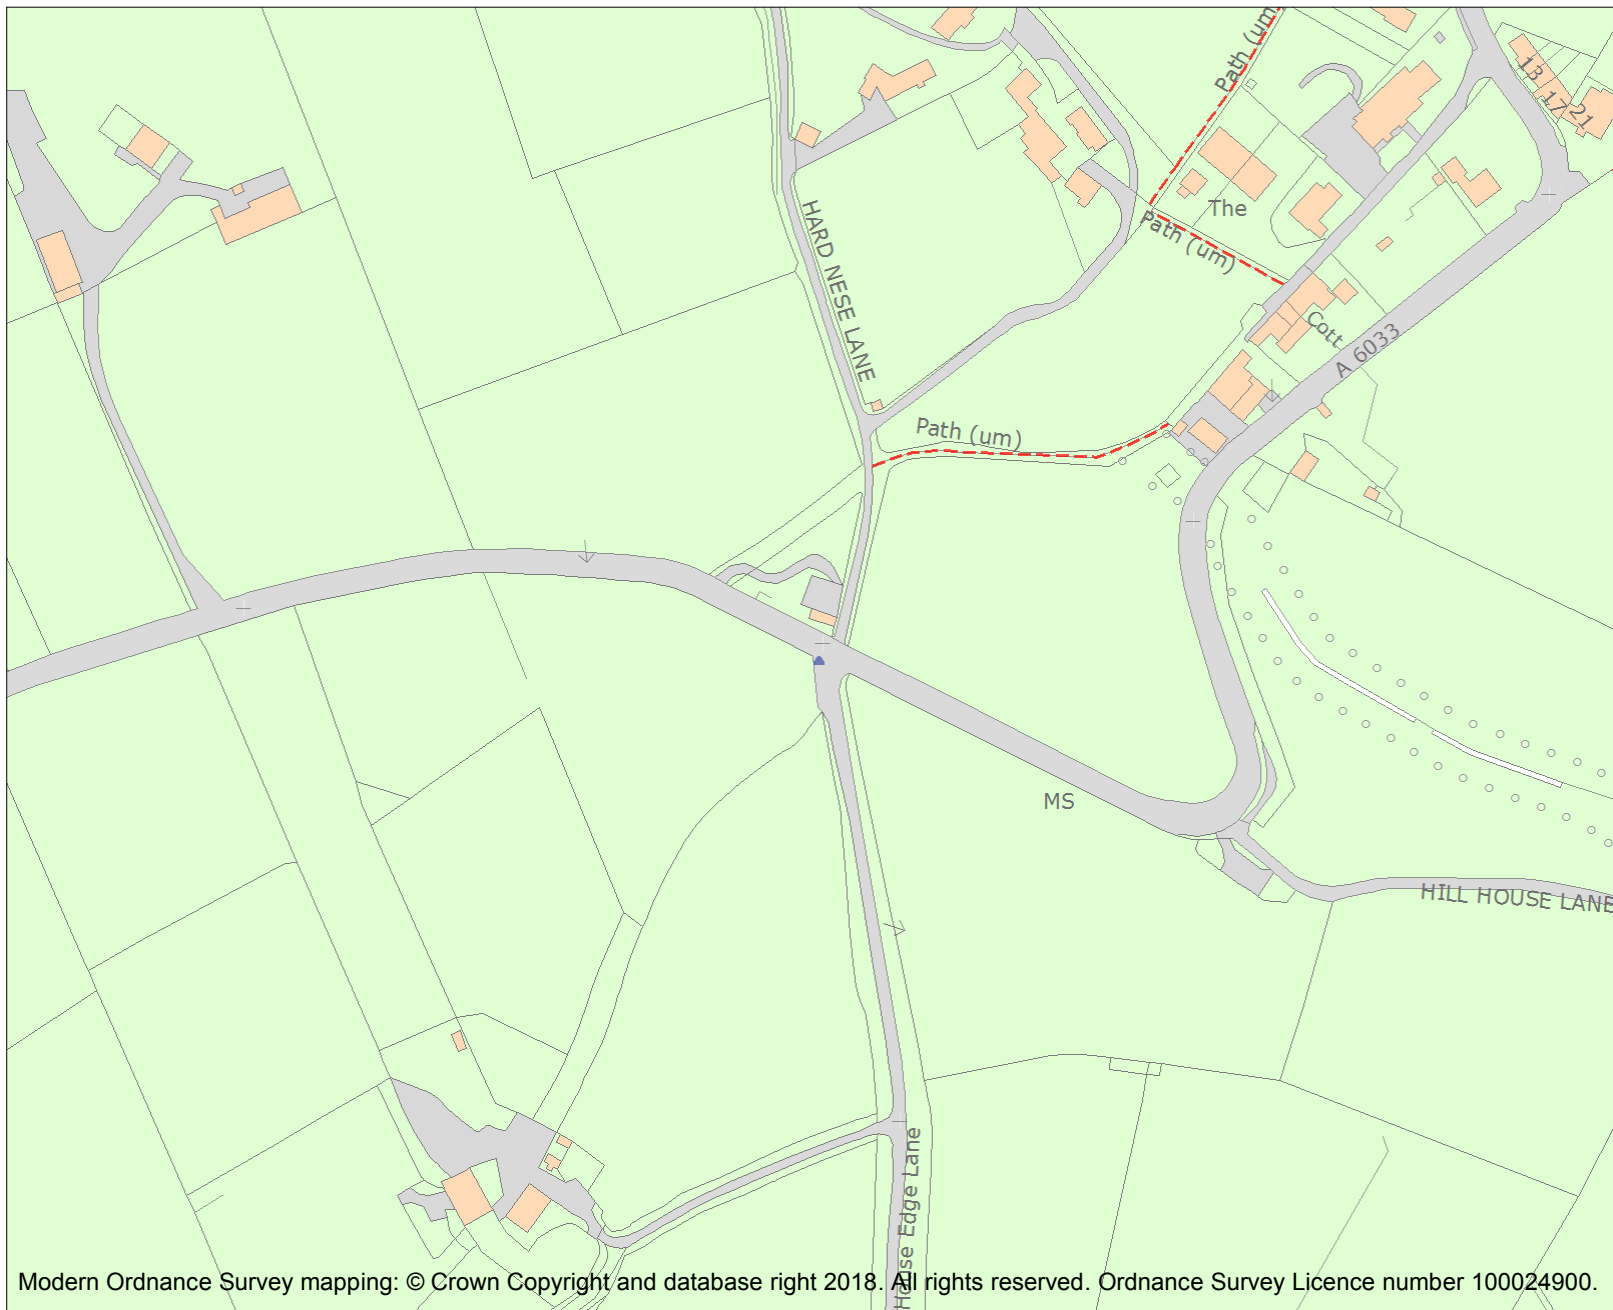 Path (um)
13
17
21
HARD NESE LANE
The
Path (um)
Cott
A 6033
Path (um)
MS
HILL HOUSE LANE
House Edge Lane
Modern Ordnance Survey mapping: © Crown Copyright and database right 2018. All rights reserved. Ordnance Survey Licence number 100024900.